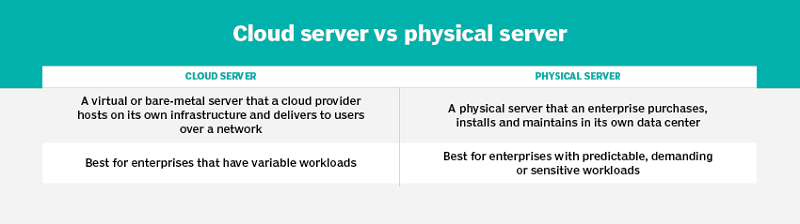 Cloud server vs physical server
CLOUD SERVER
PHYSICAL SERVER
A virtual or bare-metal server that a cloud provider
hosts on its own infrastructure and delivers to users
over a network
A physical server that an enterprise purchases,
installs and maintains in its own data center
Best for enterprises that have variable workloads
Best for enterprises with predictable, demanding
or sensitive workloads